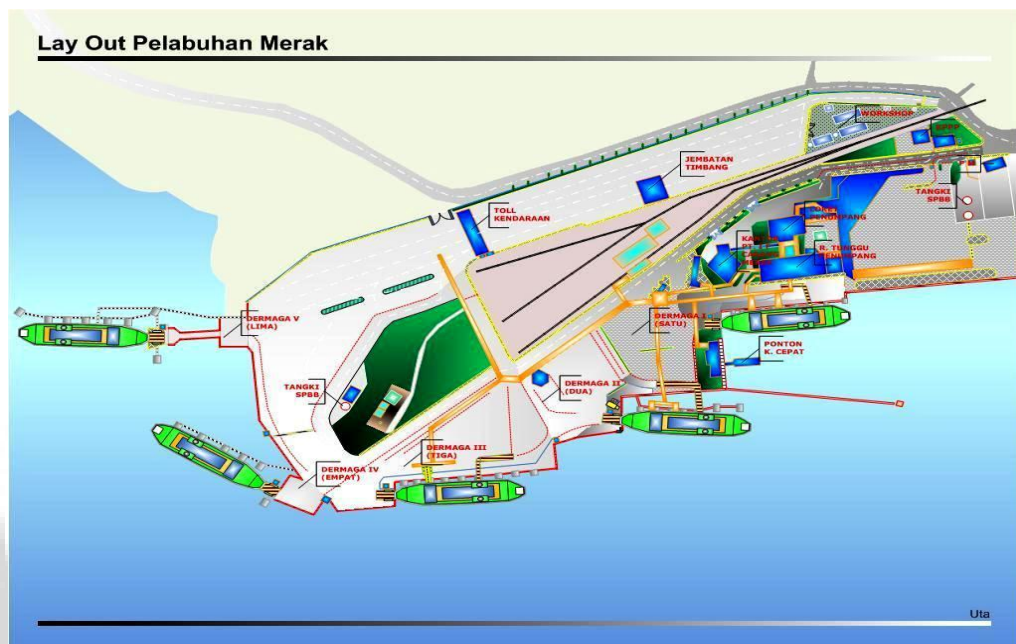 Lay Out Pelabuhan Merak
WORKSHOP
JEMBATAN
TIMBANG
TANGKI
SPBB
TOLL
KENDARAAN
PENUMPANG
R. TUNGGU
PENUMPANG
DERMAGA V
(LIMA)
DERMAGA I
(SATU)
PONTON
K. CEPAT
TANGKI
SPBB
DERMAGA II
(DUA)
DERMAGA III
(TIGA)
DERMAGA IV
(EMPAT)
Uta